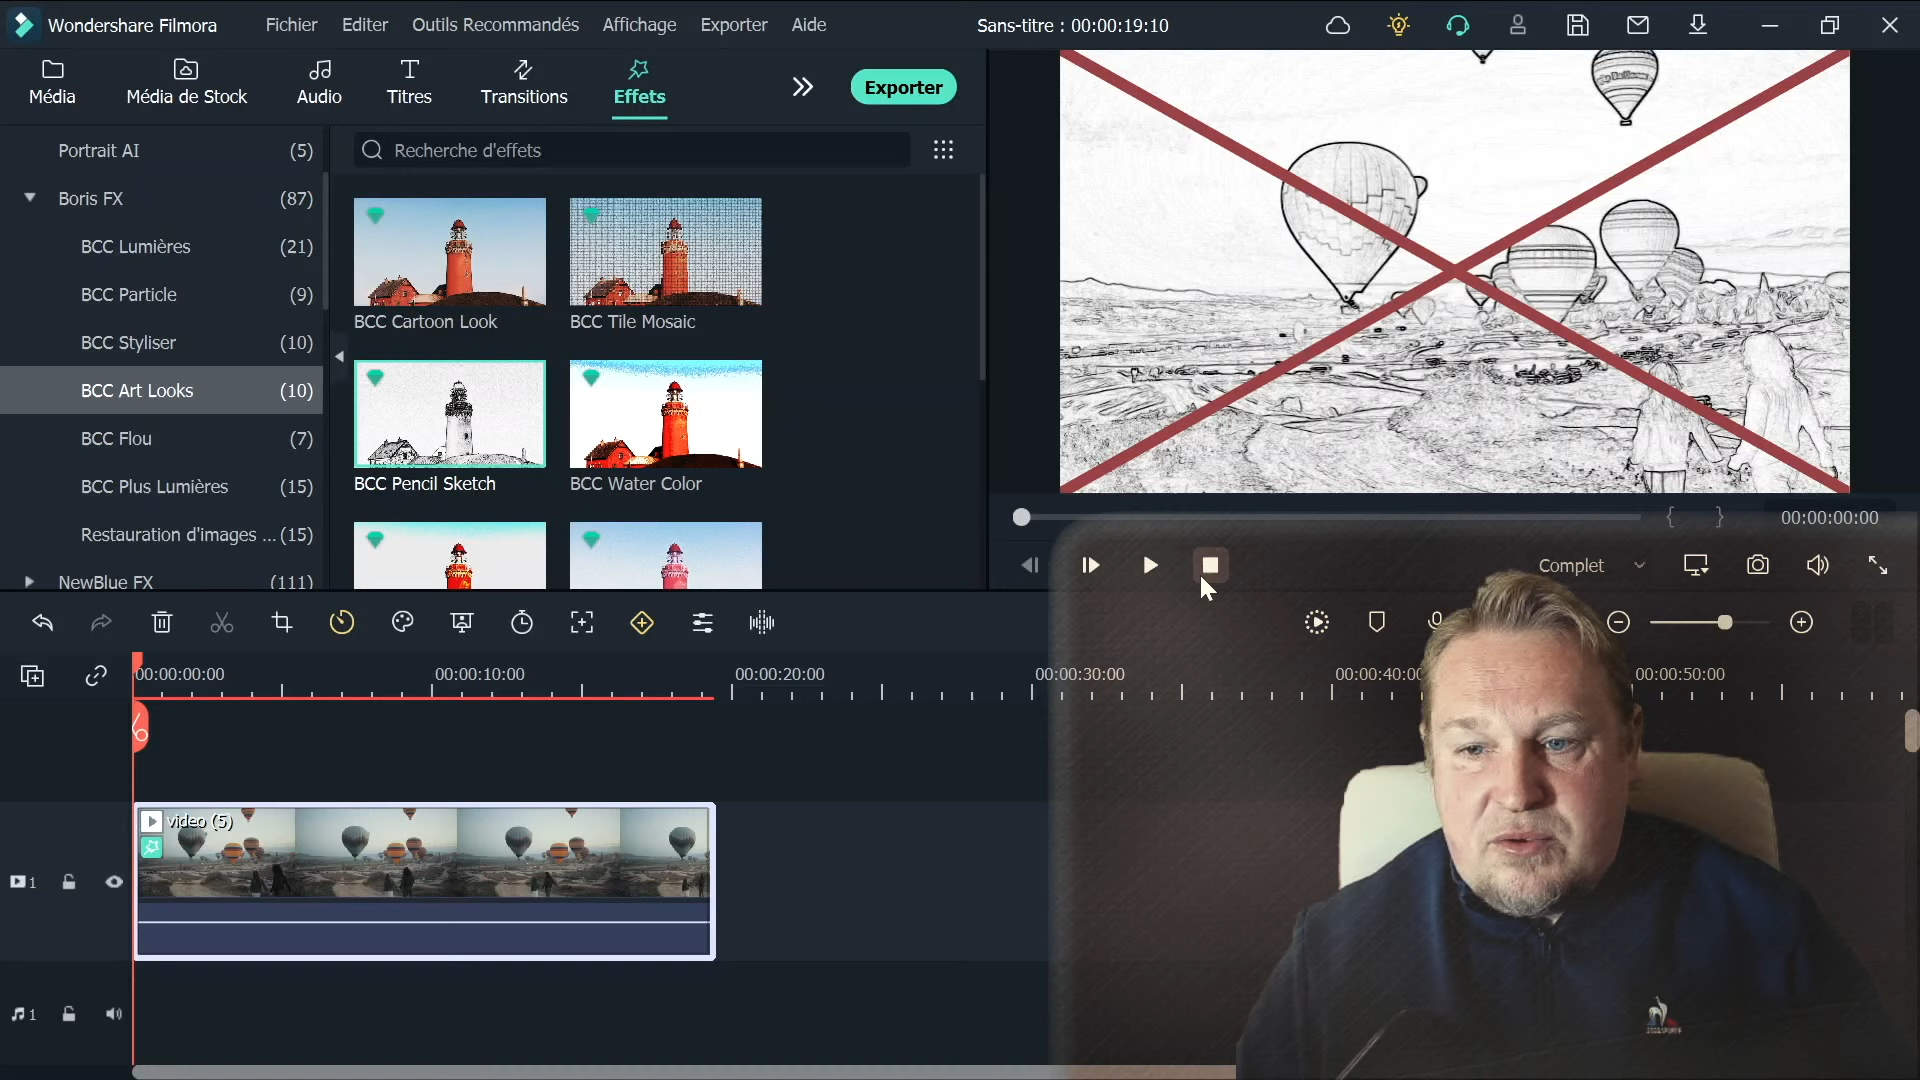 Wondershare Filmora
Fichier
Editer
Outils Recommandés
Affichage
Exporter
Aide
Sans-titre : 00:00:19:10
Média
Média de Stock
Audio
Titres
Transitions
Effets
Exporter
Portrait AI (5)
Boris FX (87)
BCC Lumières (21)
BCC Particle (9)
BCC Styliser (10)
BCC Art Looks (10)
BCC Flou (7)
BCC Plus Lumières (15)
Restauration d'images ... (15)
NewBlue FX (111)
Recherche d'effets
BCC Cartoon Look
BCC Tile Mosaic
BCC Pencil Sketch
BCC Water Color
00:00:00:00
Complet
00:00:00:00
00:00:10:00
00:00:20:00
00:00:30:00
00:00:40:00
00:00:50:00
video (5)
1
1